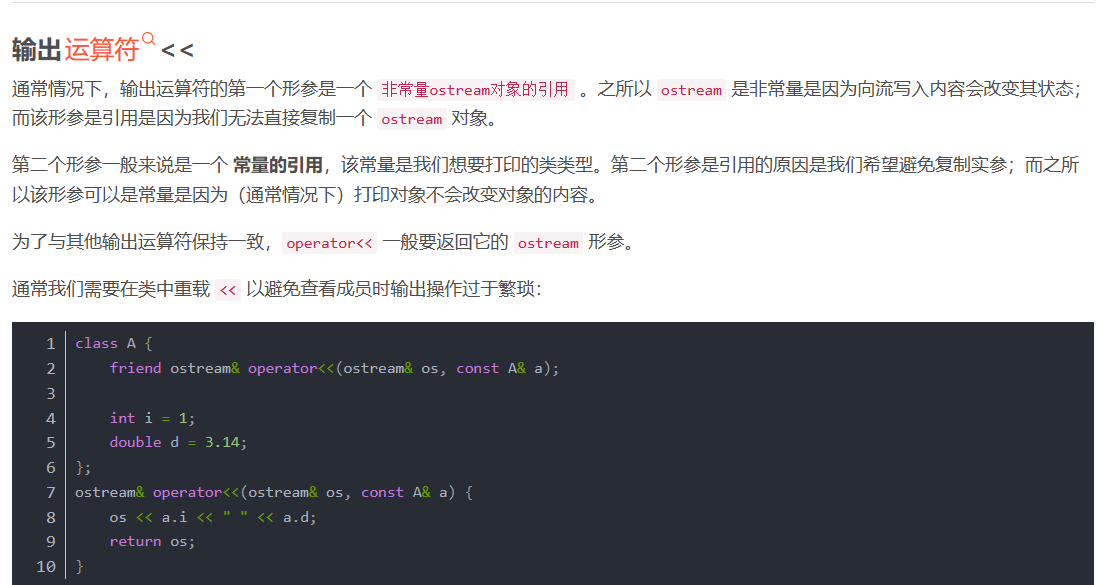 输出运算符<<
通常情况下，输出运算符的第一个形参是一个 非常量ostream对象的引用 。之所以 ostream 是非常量是因为向流写入内容会改变其状态；
而该形参是引用是因为我们无法直接复制一个 ostream 对象。
第二个形参一般来说是一个 常量的引用，该常量是我们想要打印的类类型。第二个形参是引用的原因是我们希望避免复制实参；而之所
以该形参可以是常量是因为（通常情况下）打印对象不会改变对象的内容。
为了与其他输出运算符保持一致， operator<< 一般要返回它的 ostream 形参。
通常我们需要在类中重载 << 以避免查看成员时输出操作过于繁琐：
1 class A {
2     friend ostream& operator<<(ostream& os, const A& a);
3
4     int i = 1;
5     double d = 3.14;
6 };
7 ostream& operator<<(ostream& os, const A& a) {
8     os << a.i << " " << a.d;
9     return os;
10 }